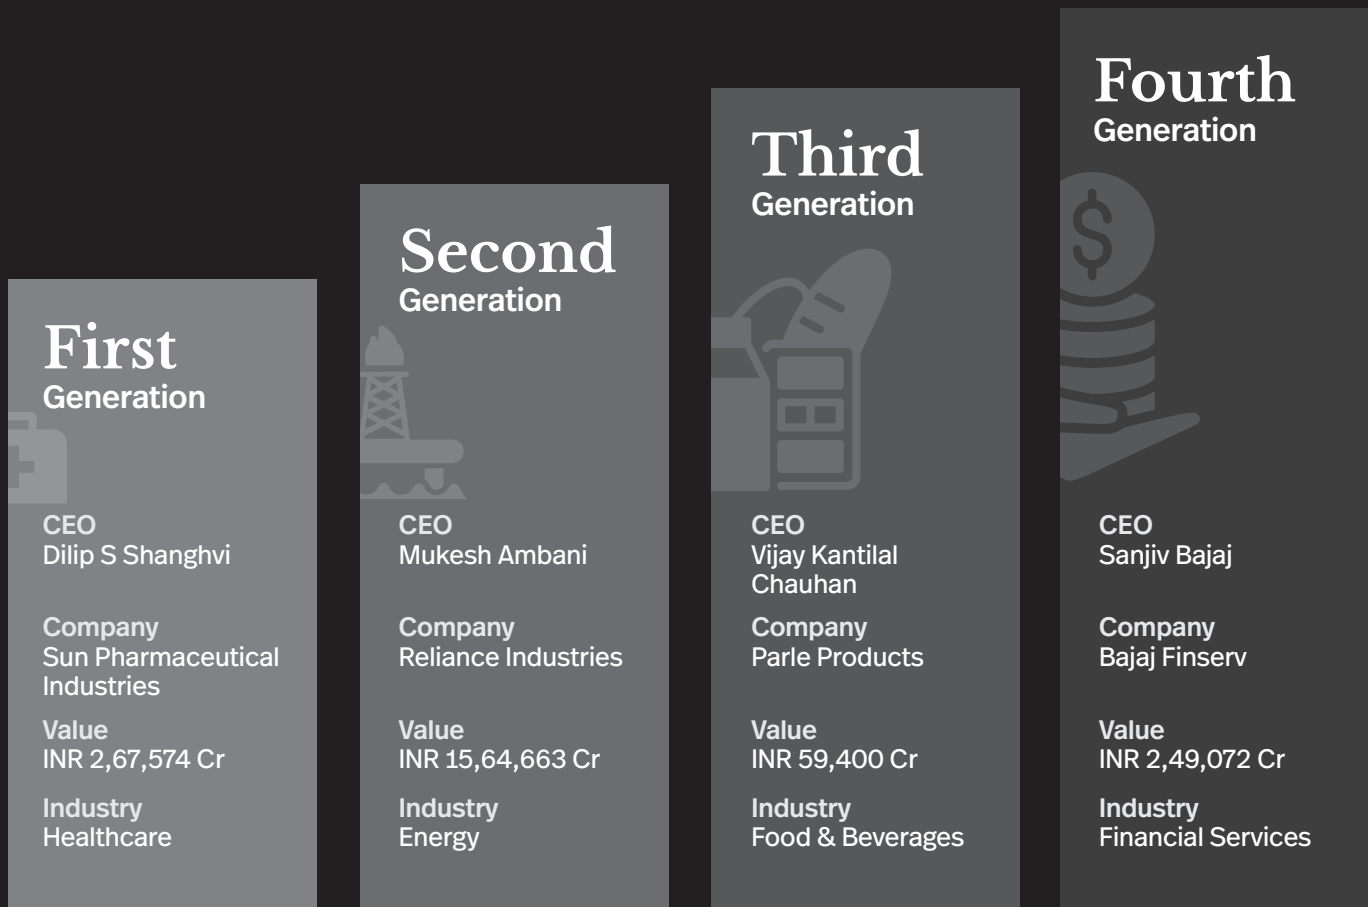 First
Generation
CEO
Dilip S Shanghvi
Company
Sun Pharmaceutical
Industries
Value
INR 2,67,574 Cr
Industry
Healthcare
Second
Generation
CEO
Mukesh Ambani
Company
Reliance Industries
Value
INR 15,64,663 Cr
Industry
Energy
Third
Generation
CEO
Vijay Kantilal
Chauhan
Company
Parle Products
Value
INR 59,400 Cr
Industry
Food & Beverages
Fourth
Generation
$
CEO
Sanjiv Bajaj
Company
Bajaj Finserv
Value
INR 2,49,072 Cr
Industry
Financial Services